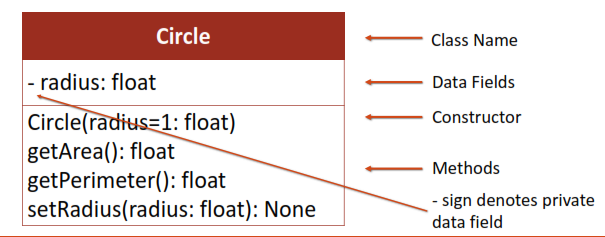 Circle
Class Name
- radius: float
Data Fields
Circle(radius=1: float)
Constructor
getArea(): float
getPerimeter(): float
Methods
setRadius(radius: float): None
- sign denotes private
data field